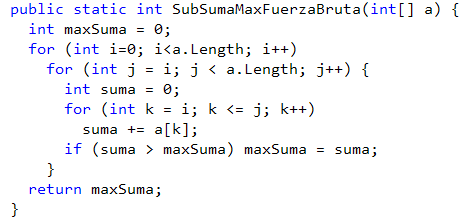 public static int SubSumaMaxFuerzaBruta(int[] a) {
  int maxSuma = 0;
  for (int i=0; i<a.Length; i++)
    for (int j = i; j < a.Length; j++) {
      int suma = 0;
      for (int k = i; k <= j; k++)
        suma += a[k];
      if (suma > maxSuma) maxSuma = suma;
    }
  return maxSuma;
}